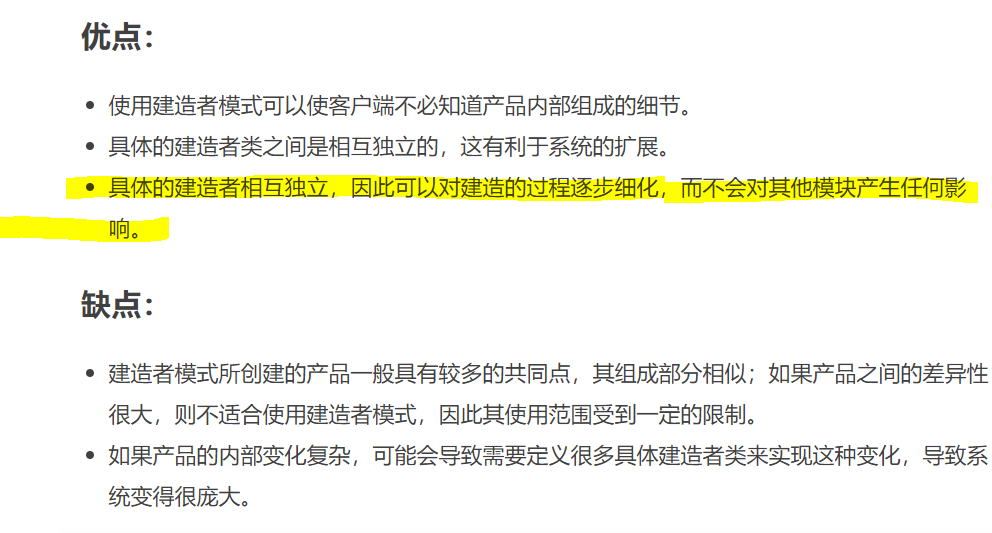 优点：
使用建造者模式可以使客户端不必知道产品内部组成的细节。
具体的建造者类之间是相互独立的，这有利于系统的扩展。
具体的建造者相互独立，因此可以对建造的过程逐步细化，而不会对其他模块产生任何影
响。
缺点：
建造者模式所创建的产品一般具有较多的共同点，其组成部分相似；如果产品之间的差异性
很大，则不适合使用建造者模式，因此其使用范围受到一定的限制。
如果产品的内部变化复杂，可能会导致需要定义很多具体建造者类来实现这种变化，导致系
统变得很庞大。